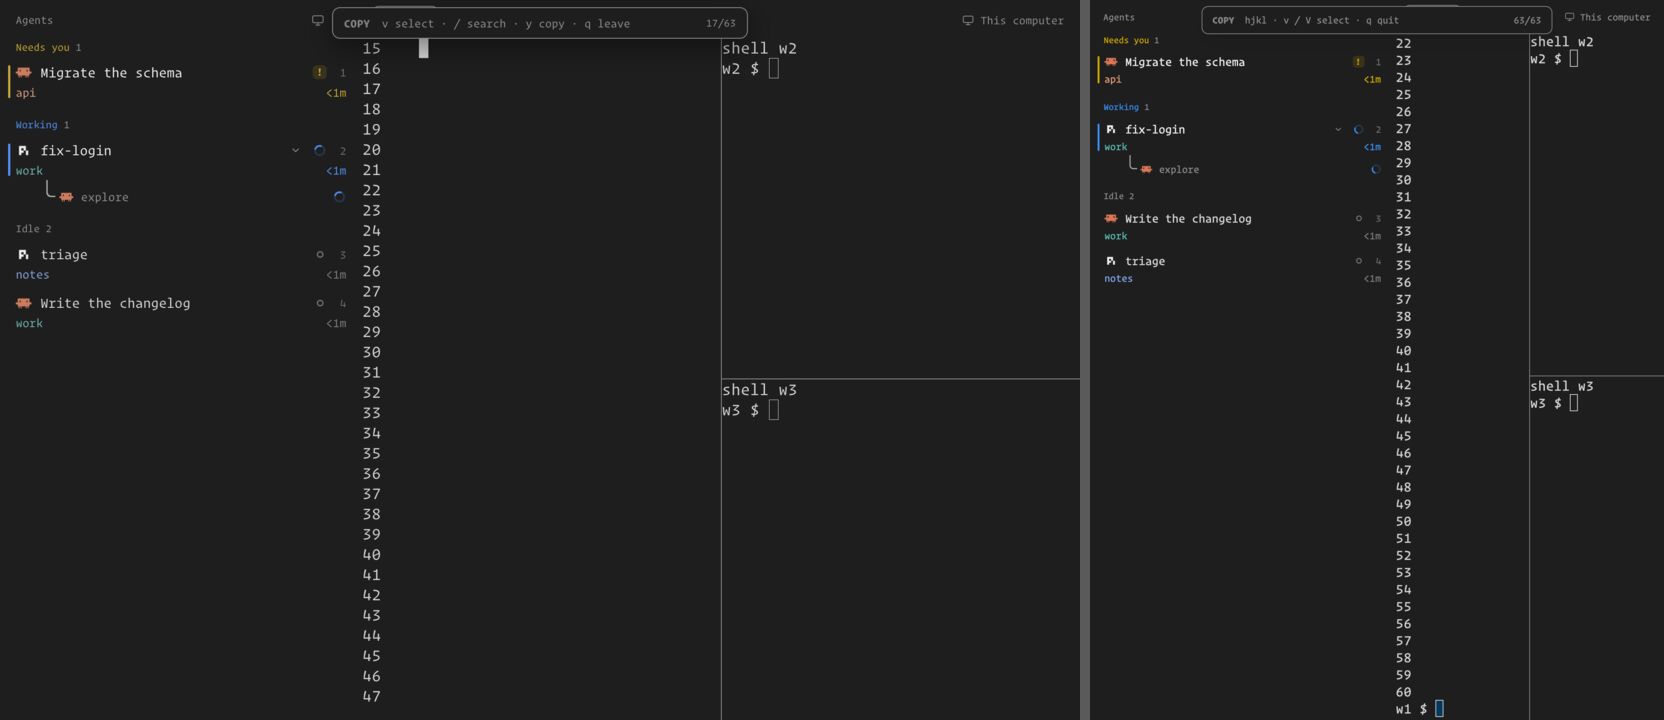 Agents
COPY v select · / search · y copy · q leave 17/63
This computer
Needs you 1
Migrate the schema ! 1
api <1m
Working 1
fix-login 2
work <1m
explore
Idle 2
triage 3
notes <1m
Write the changelog 4
work <1m
15
16
17
18
19
20
21
22
23
24
25
26
27
28
29
30
31
32
33
34
35
36
37
38
39
40
41
42
43
44
45
46
47
shell w2
w2 $
shell w3
w3 $
Agents
COPY hjkl · v / V select · q quit 63/63
This computer
Needs you 1
Migrate the schema ! 1
api <1m
Working 1
fix-login 2
work <1m
explore
Idle 2
Write the changelog 3
work <1m
triage 4
notes <1m
22
23
24
25
26
27
28
29
30
31
32
33
34
35
36
37
38
39
40
41
42
43
44
45
46
47
48
49
50
51
52
53
54
55
56
57
58
59
60
w1 $
shell w2
w2 $
shell w3
w3 $